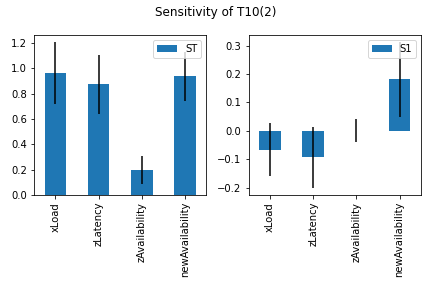 Sensitivity of T10(2)
ST
1.2
1.0
0.8
0.6
0.4
0.2
0.0
xLoad
zLatency
zAvailability
newAvailability
S1
0.3
0.2
0.1
0.0
−0.1
−0.2
xLoad
zLatency
zAvailability
newAvailability